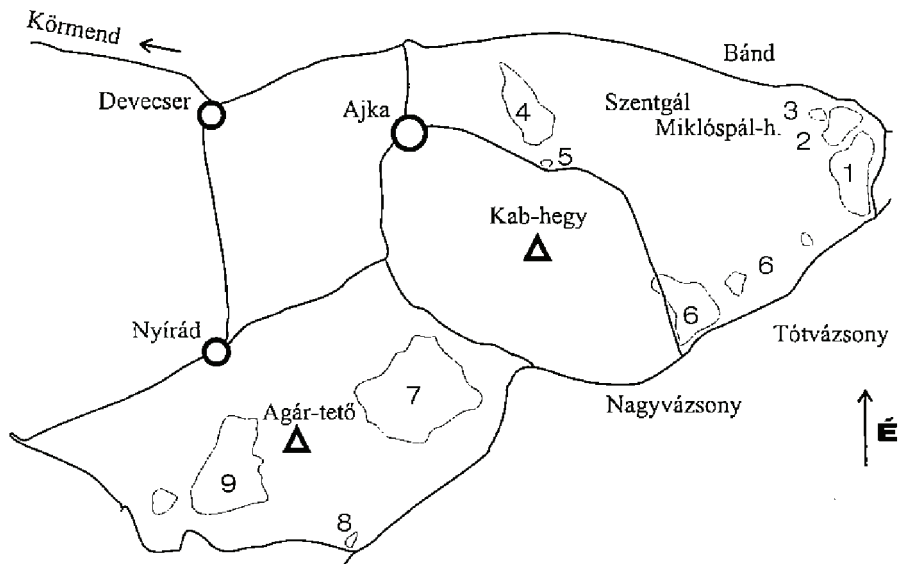 Körmend
Bánd
Devecser
Ajka
4
Szentgál
3
Miklóspál-h.
2
5
1
Kab-hegy
6
6
Nyírád
Tótvázsony
7
Nagyvázsony
Agár-tető
É
9
8